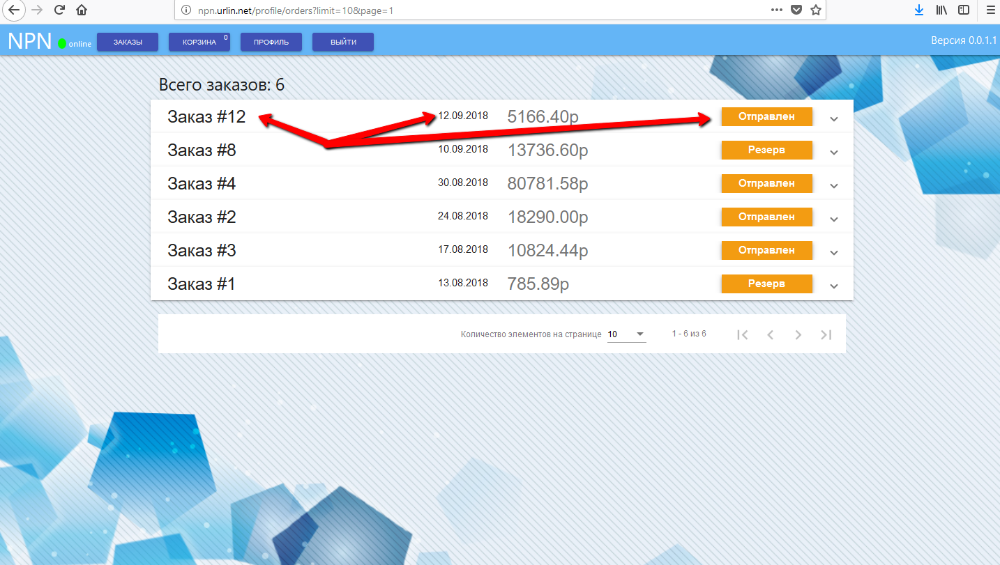 npn.urlin.net/profile/orders?limit=10&page=1
NPN online ЗАКАЗЫ КОРЗИНА 0 ПРОФИЛЬ ВЫЙТИ Версия 0.0.1.1
Всего заказов: 6
Заказ #12 12.09.2018 5166.40р Отправлен
Заказ #8 10.09.2018 13736.60р Резерв
Заказ #4 30.08.2018 80781.58р Отправлен
Заказ #2 24.08.2018 18290.00р Отправлен
Заказ #3 17.08.2018 10824.44р Отправлен
Заказ #1 13.08.2018 785.89р Резерв
Количество элементов на странице 10 1 - 6 из 6